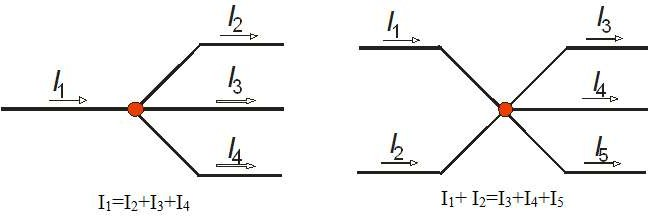 I₁
I₂
I₃
I₄
I₁=I₂+I₃+I₄
I₁
I₂
I₃
I₄
I₅
I₁+ I₂=I₃+I₄+I₅